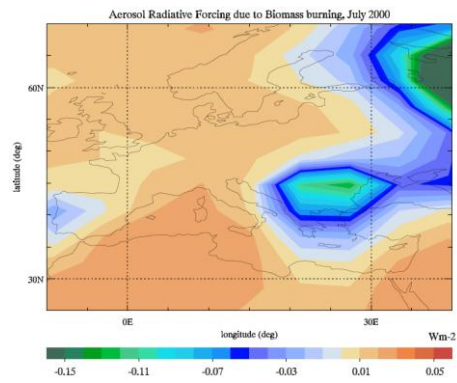 Aerosol Radiative Forcing due to Biomass burning, July 2000
60N
latitude (deg)
30N
0E
30E
longitude (deg)
Wm-2
-0.15
-0.11
-0.07
-0.03
0.01
0.05